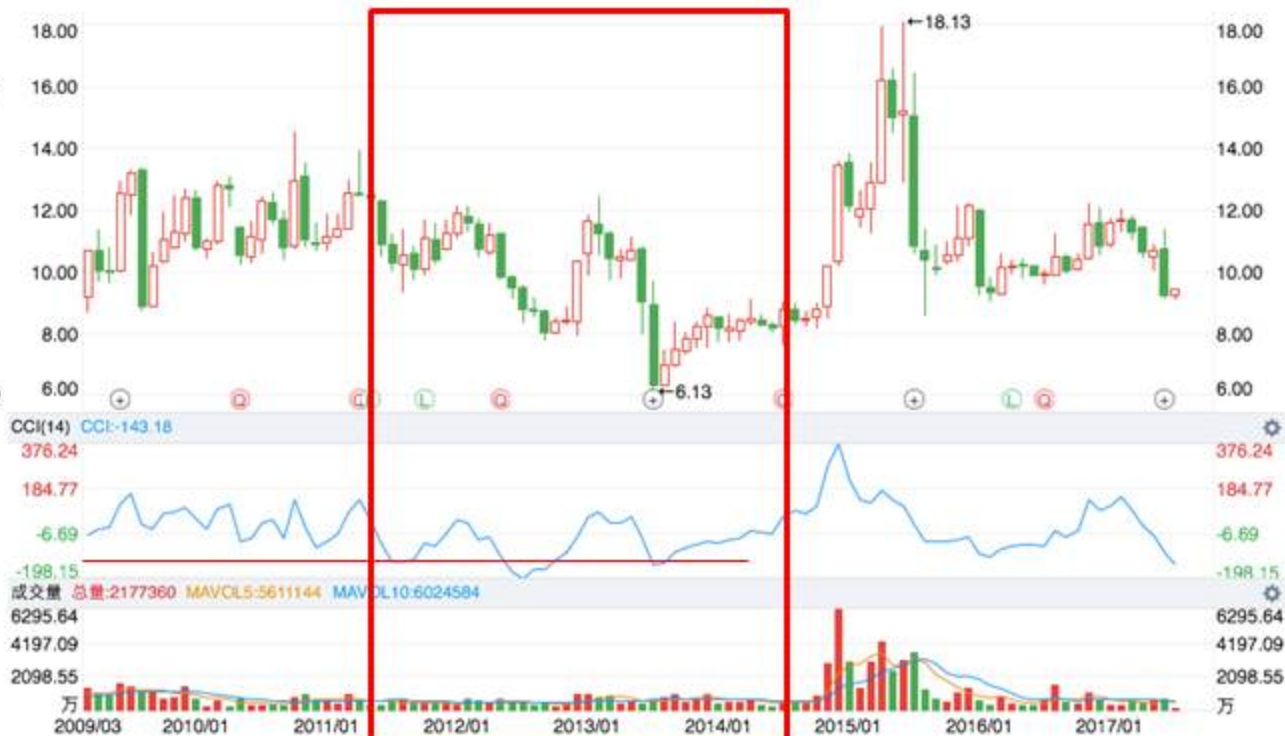 18.00 ←18.13 18.00
16.00 16.00
14.00 14.00
12.00 12.00
10.00 10.00
8.00 8.00
6.00 ←6.13 6.00
+ Q Q L Q + Q + L Q +
CCI(14) CCI:-143.18
376.24 376.24
184.77 184.77
-6.69 -6.69
-198.15 -198.15
成交量 总量:2177360 MAVOL5:5611144 MAVOL10:6024584
6295.64 6295.64
4197.09 4197.09
2098.55 2098.55
万 万
2009/03 2010/01 2011/01 2012/01 2013/01 2014/01 2015/01 2016/01 2017/01